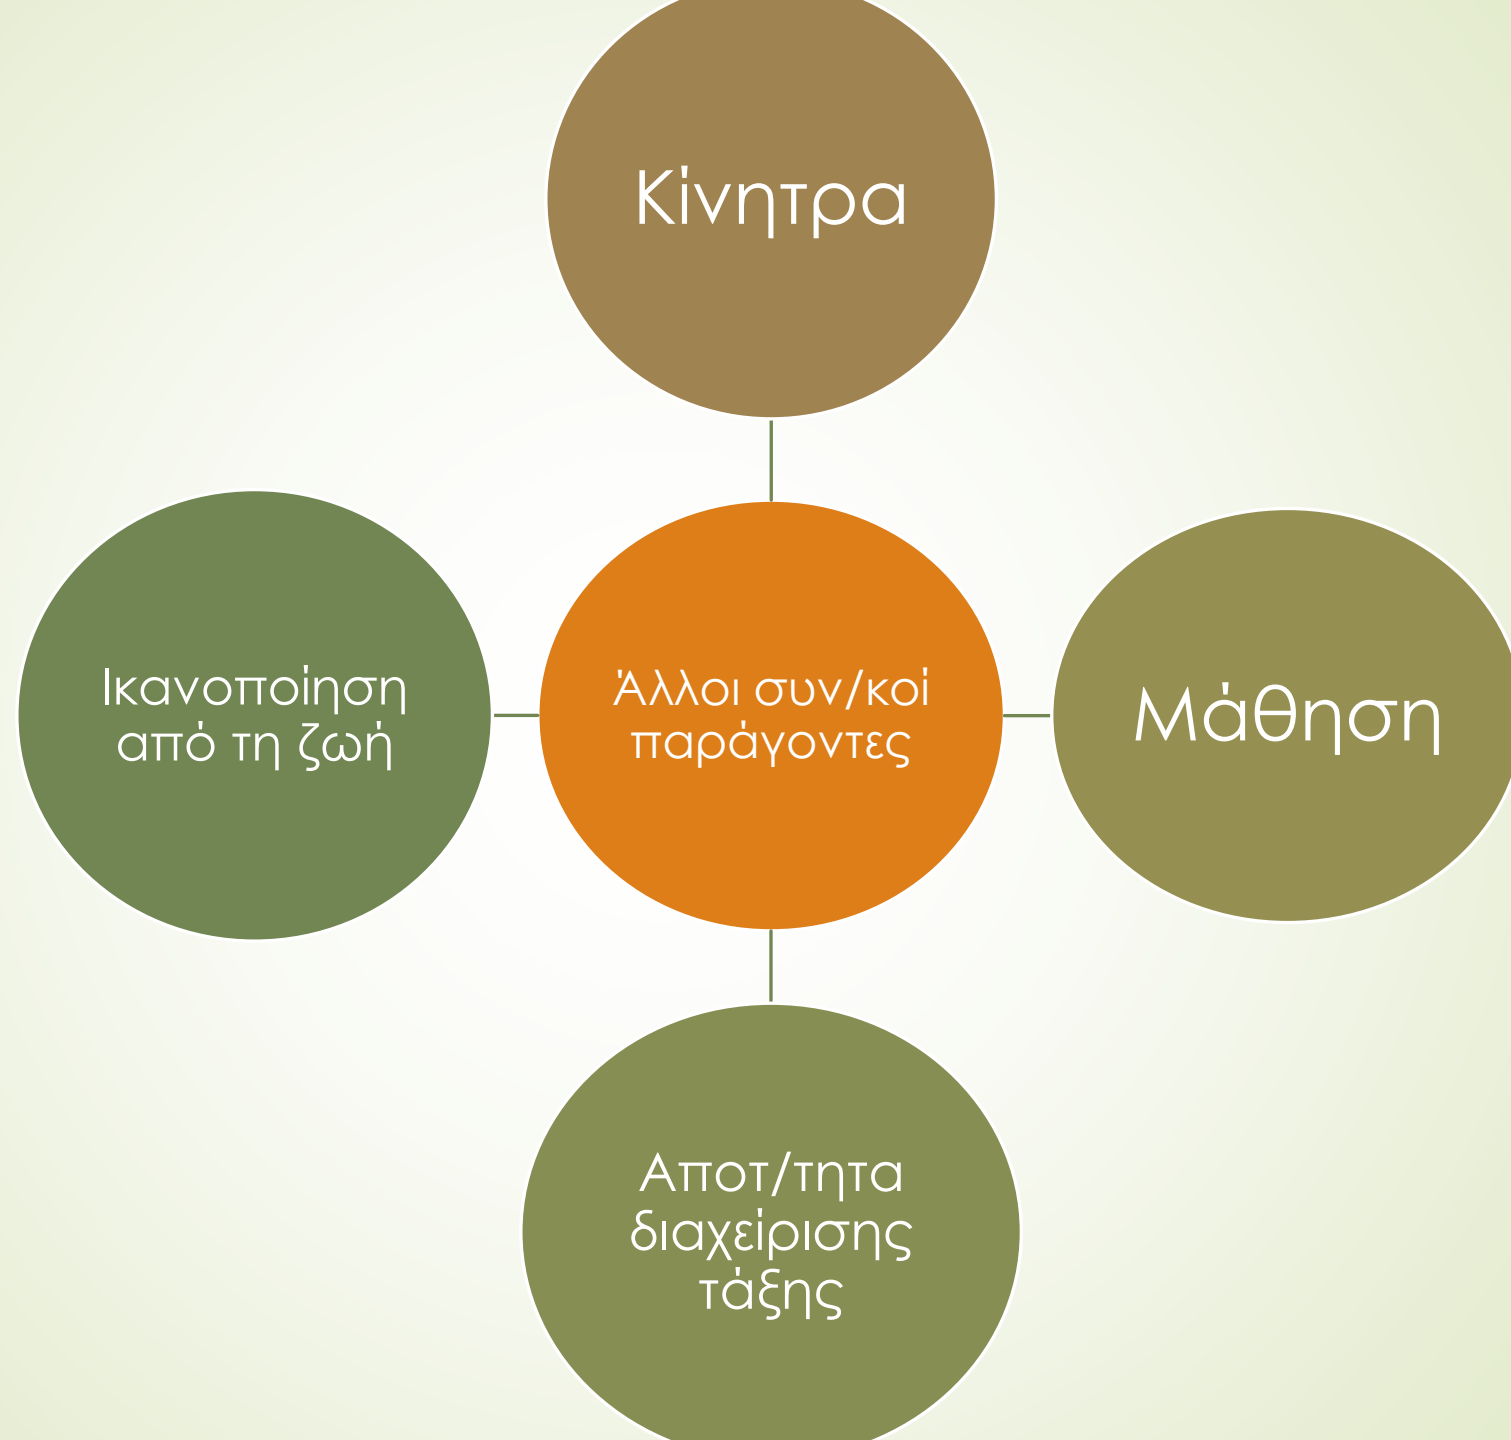 Κίνητρα
Ικανοποίηση
από τη ζωή
Άλλοι συν/κοί
παράγοντες
Μάθηση
Αποτ/τητα
διαχείρισης
τάξης